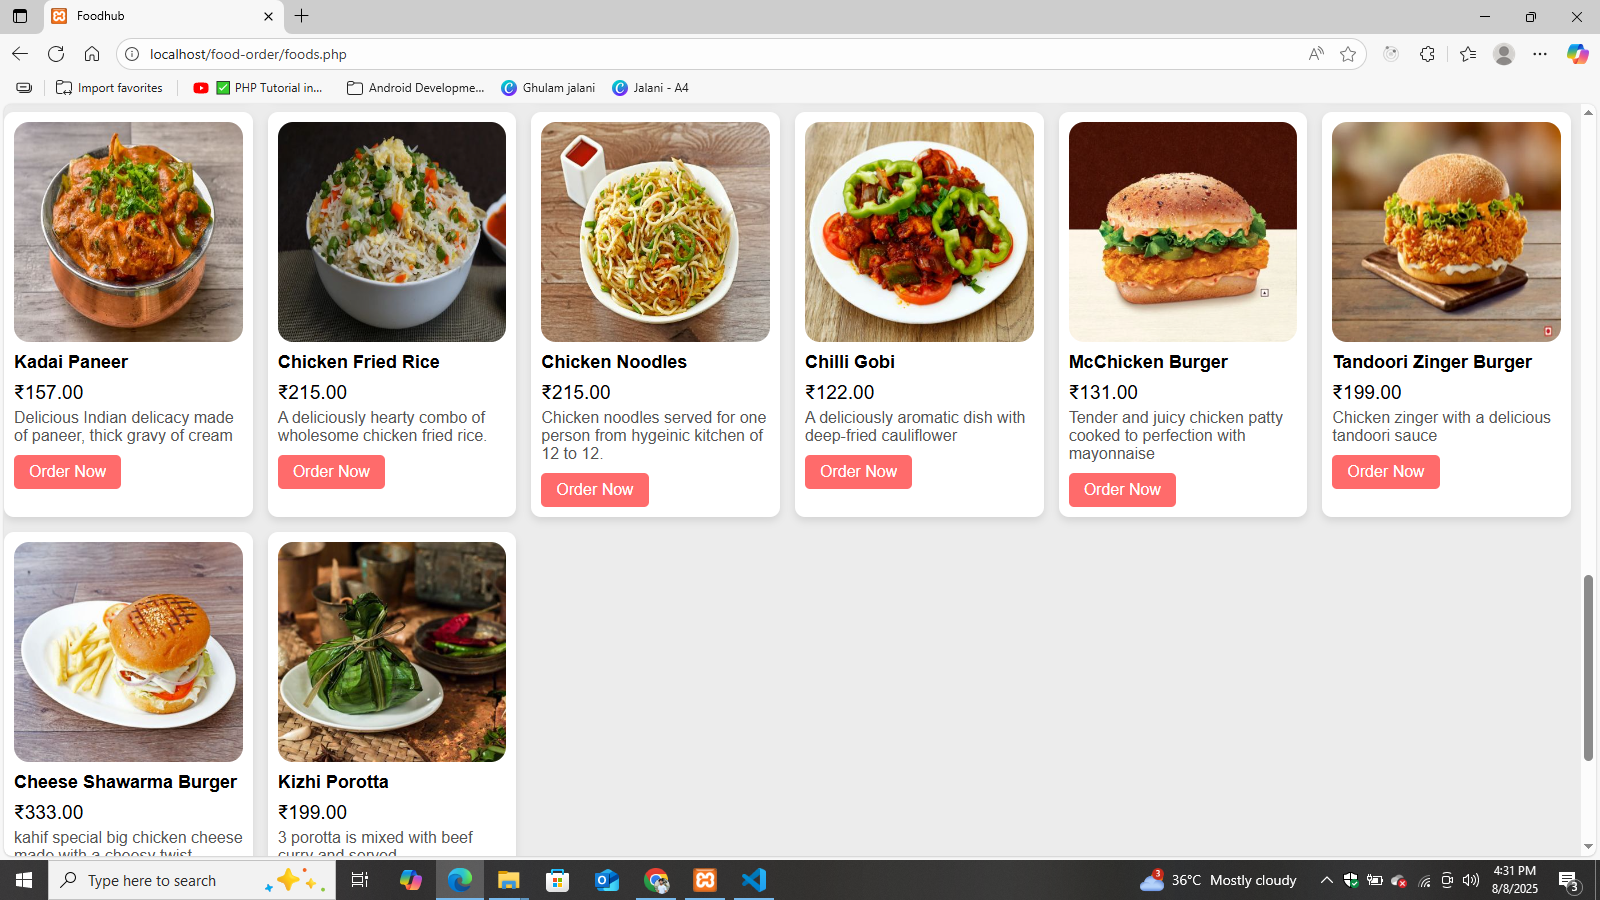 Foodhub
localhost/food-order/foods.php
Import favorites
PHP Tutorial in...
Android Developme...
Ghulam jalani
Jalani - A4
Kadai Paneer
₹157.00
Delicious Indian delicacy made
of paneer, thick gravy of cream
Order Now
Chicken Fried Rice
₹215.00
A deliciously hearty combo of
wholesome chicken fried rice.
Order Now
Chicken Noodles
₹215.00
Chicken noodles served for one
person from hygeinic kitchen of
12 to 12.
Order Now
Chilli Gobi
₹122.00
A deliciously aromatic dish with
deep-fried cauliflower
Order Now
McChicken Burger
₹131.00
Tender and juicy chicken patty
cooked to perfection with
mayonnaise
Order Now
Tandoori Zinger Burger
₹199.00
Chicken zinger with a delicious
tandoori sauce
Order Now
Cheese Shawarma Burger
₹333.00
kahif special big chicken cheese
made with a choosy twist
Kizhi Porotta
₹199.00
3 porotta is mixed with beef
curry and served
Type here to search
3
36°C Mostly cloudy
4:31 PM
8/8/2025
3